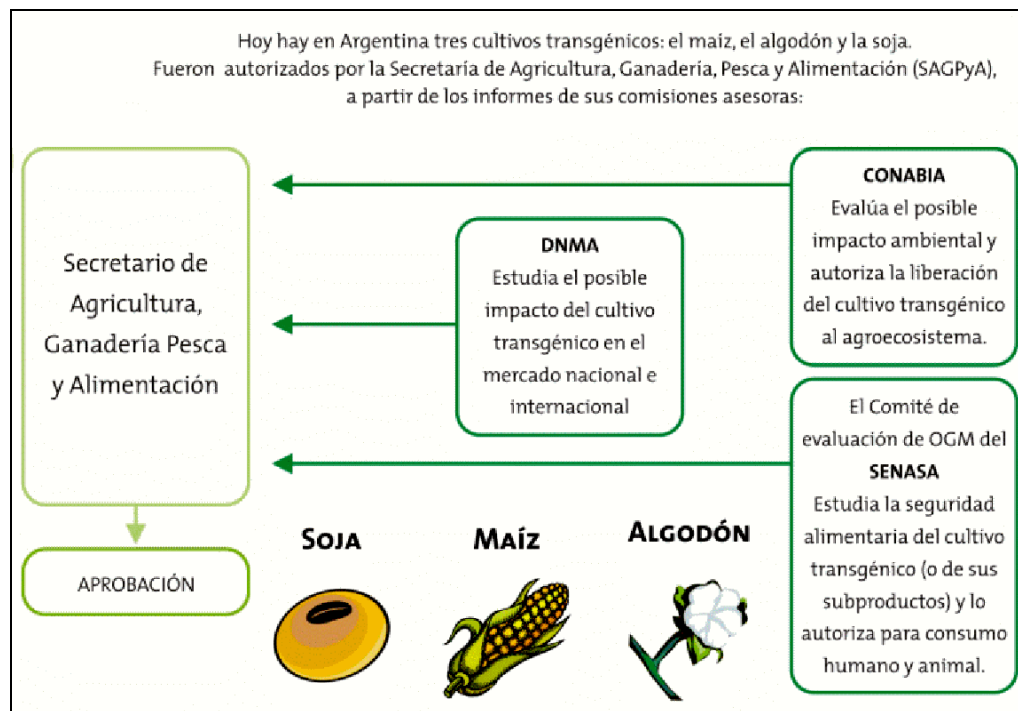 Hoy hay en Argentina tres cultivos transgénicos: el maíz, el algodón y la soja.
Fueron autorizados por la Secretaría de Agricultura, Ganadería, Pesca y Alimentación (SAGPyA),
a partir de los informes de sus comisiones asesoras:
Secretario de
Agricultura,
Ganadería Pesca
y Alimentación
APROBACIÓN
DNMA
Estudia el posible
impacto del cultivo
transgénico en el
mercado nacional e
internacional
CONABIA
Evalúa el posible
impacto ambiental y
autoriza la liberación
del cultivo transgénico
al agroecosistema.
El Comité de
evaluación de OGM del
SENASA
Estudia la seguridad
alimentaria del cultivo
transgénico (o de sus
subproductos) y lo
autoriza para consumo
humano y animal.
SOJA
MAÍZ
ALGODÓN